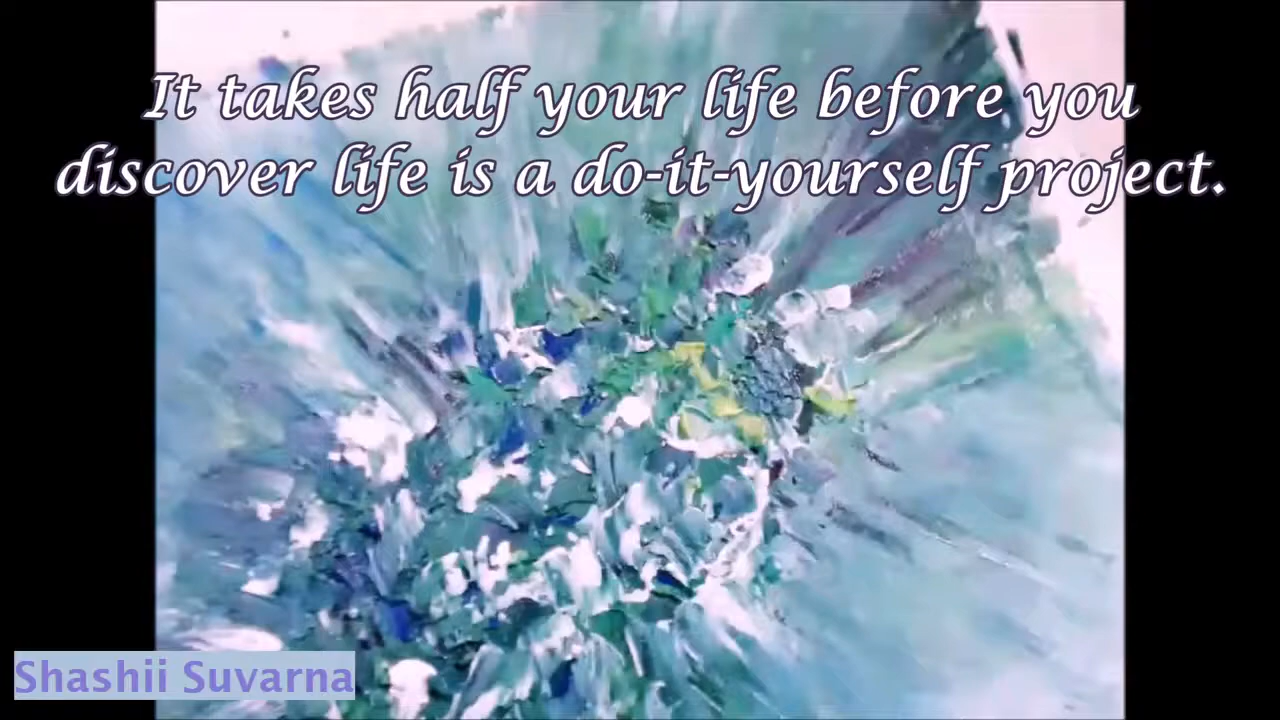 It takes half your life before you
discover life is a do-it-yourself project.
Shashii Suvarna